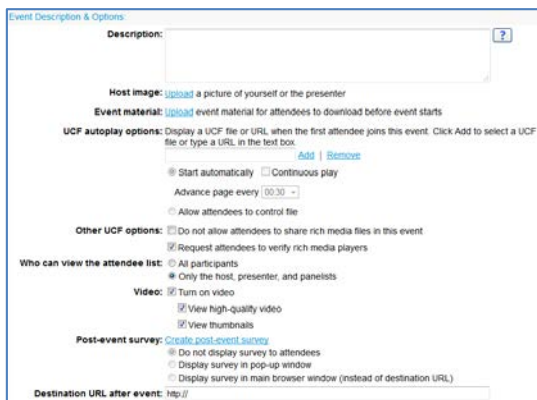 Event Description & Options:
Description:
?
Host image: Upload a picture of yourself or the presenter
Event material: Upload event material for attendees to download before event starts
UCF autoplay options: Display a UCF file or URL when the first attendee joins this event. Click Add to select a UCF
file or type a URL in the text box.
Add | Remove
Start automatically Continuous play
Advance page every 00:30
Allow attendees to control file
Other UCF options: Do not allow attendees to share rich media files in this event
Request attendees to verify rich media players
Who can view the attendee list: All participants
Only the host, presenter, and panelists
Video: Turn on video
View high-quality video
View thumbnails
Post-event survey: Create post-event survey
Do not display survey to attendees
Display survey in pop-up window
Display survey in main browser window (instead of destination URL)
Destination URL after event: http://